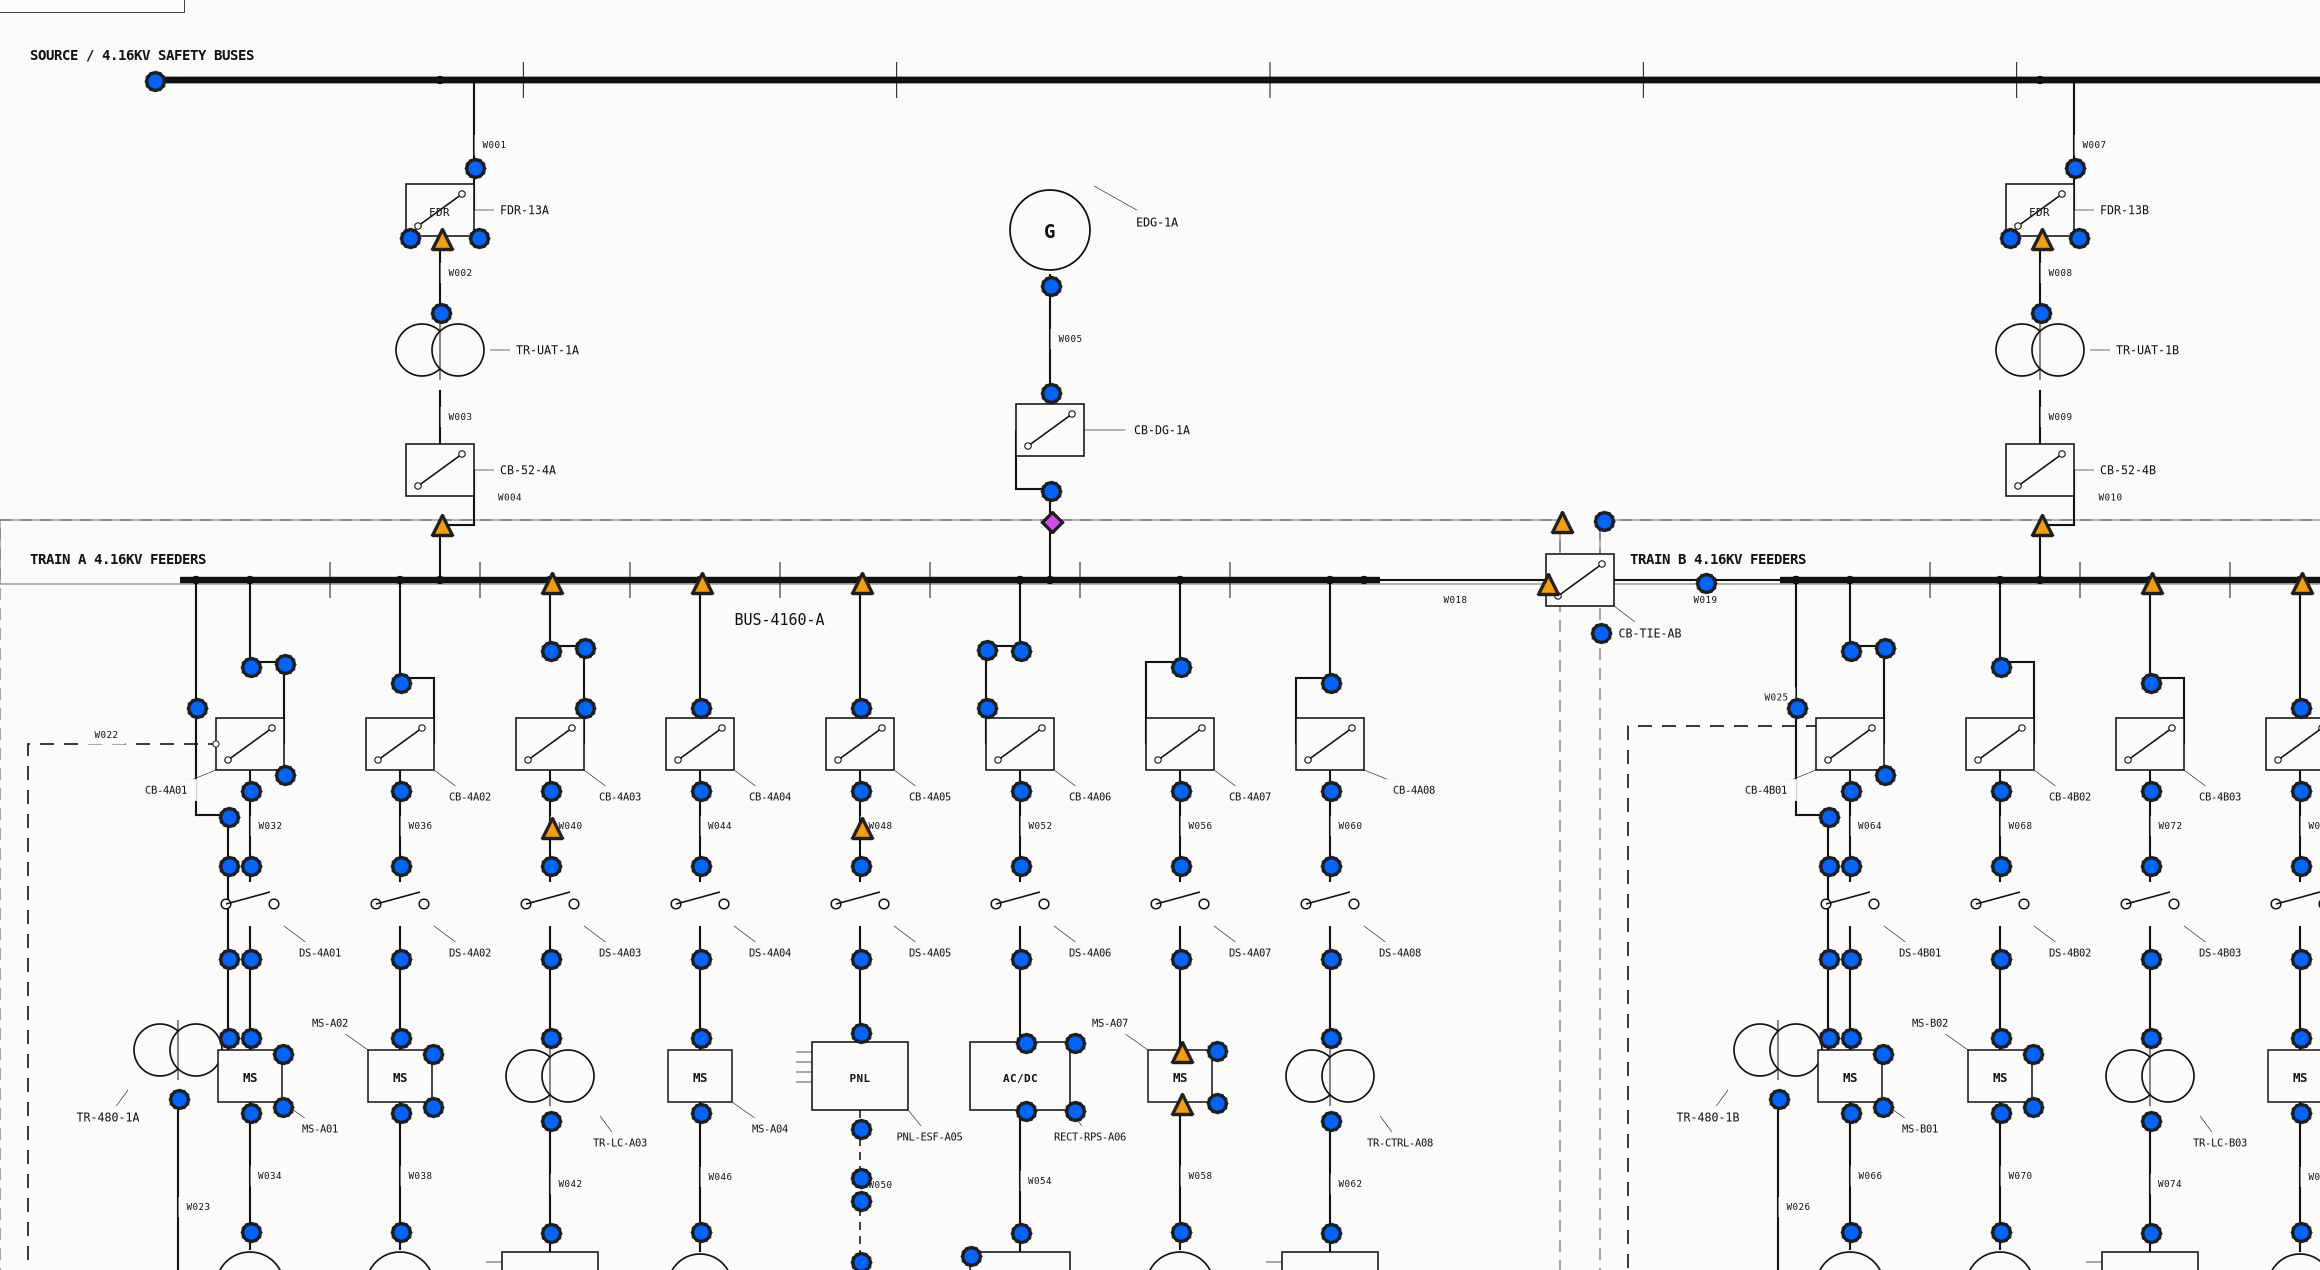 SOURCE / 4.16KV SAFETY BUSES
W001
W007
FDR
FDR-13A
G
EDG-1A
FDR
FDR-13B
W002
W008
W005
TR-UAT-1A
TR-UAT-1B
W003
W009
CB-DG-1A
CB-52-4A
CB-52-4B
W004
W010
TRAIN A 4.16KV FEEDERS
TRAIN B 4.16KV FEEDERS
W018
W019
BUS-4160-A
CB-TIE-AB
W025
W022
CB-4A01
CB-4A02
CB-4A03
CB-4A04
CB-4A05
CB-4A06
CB-4A07
CB-4A08
CB-4B01
CB-4B02
CB-4B03
W032
W036
W040
W044
W048
W052
W056
W060
W064
W068
W072
DS-4A01
DS-4A02
DS-4A03
DS-4A04
DS-4A05
DS-4A06
DS-4A07
DS-4A08
DS-4B01
DS-4B02
DS-4B03
MS-A02
MS-A07
MS-B02
MS
MS
MS
PNL
AC/DC
MS
MS
MS
MS
TR-480-1A
MS-A01
TR-LC-A03
MS-A04
PNL-ESF-A05
RECT-RPS-A06
TR-CTRL-A08
TR-480-1B
MS-B01
TR-LC-B03
W034
W038
W042
W046
W050
W054
W058
W062
W066
W070
W074
W023
W026